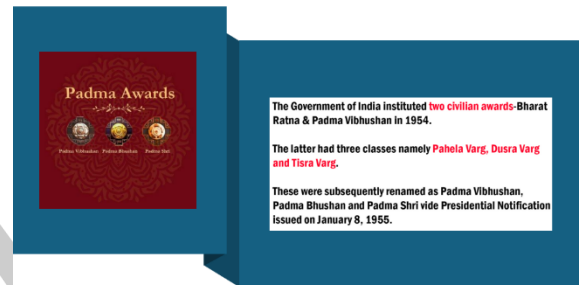 Padma Awards
Padma Vibhushan Padma Bhushan Padma Shri
The Government of India instituted two civilian awards-Bharat
Ratna & Padma Vibhushan in 1954.
The latter had three classes namely Pahela Varg, Dusra Varg
and Tisra Varg.
These were subsequently renamed as Padma Vibhushan,
Padma Bhushan and Padma Shri vide Presidential Notification
issued on January 8, 1955.